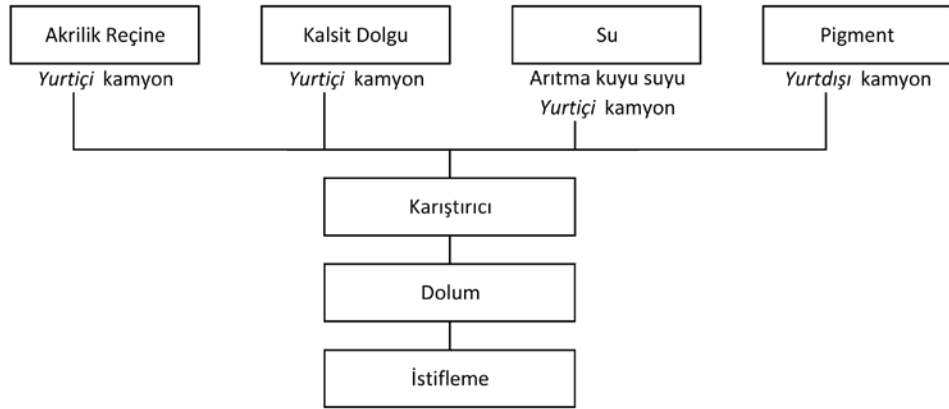 Akrilik Reçine
Yurtiçi kamyon
Kalsit Dolgu
Yurtiçi kamyon
Su
Arıtma kuyu suyu
Yurtiçi kamyon
Pigment
Yurtdışı kamyon
Karıştırıcı
Dolum
İstifleme